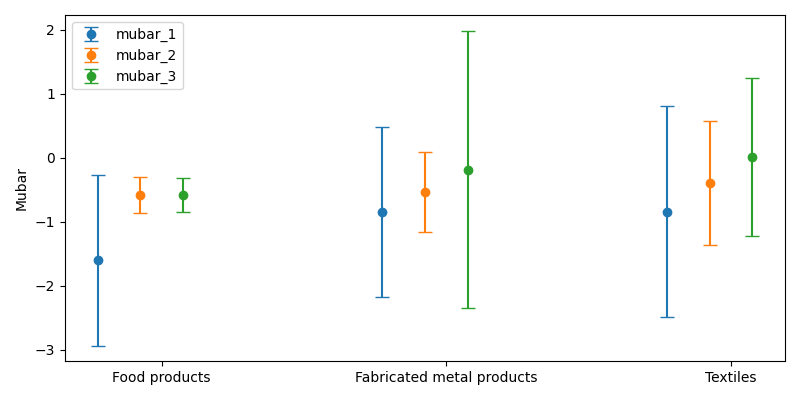 mubar_1
mubar_2
mubar_3
Mubar
2
1
0
−1
−2
−3
Food products
Fabricated metal products
Textiles